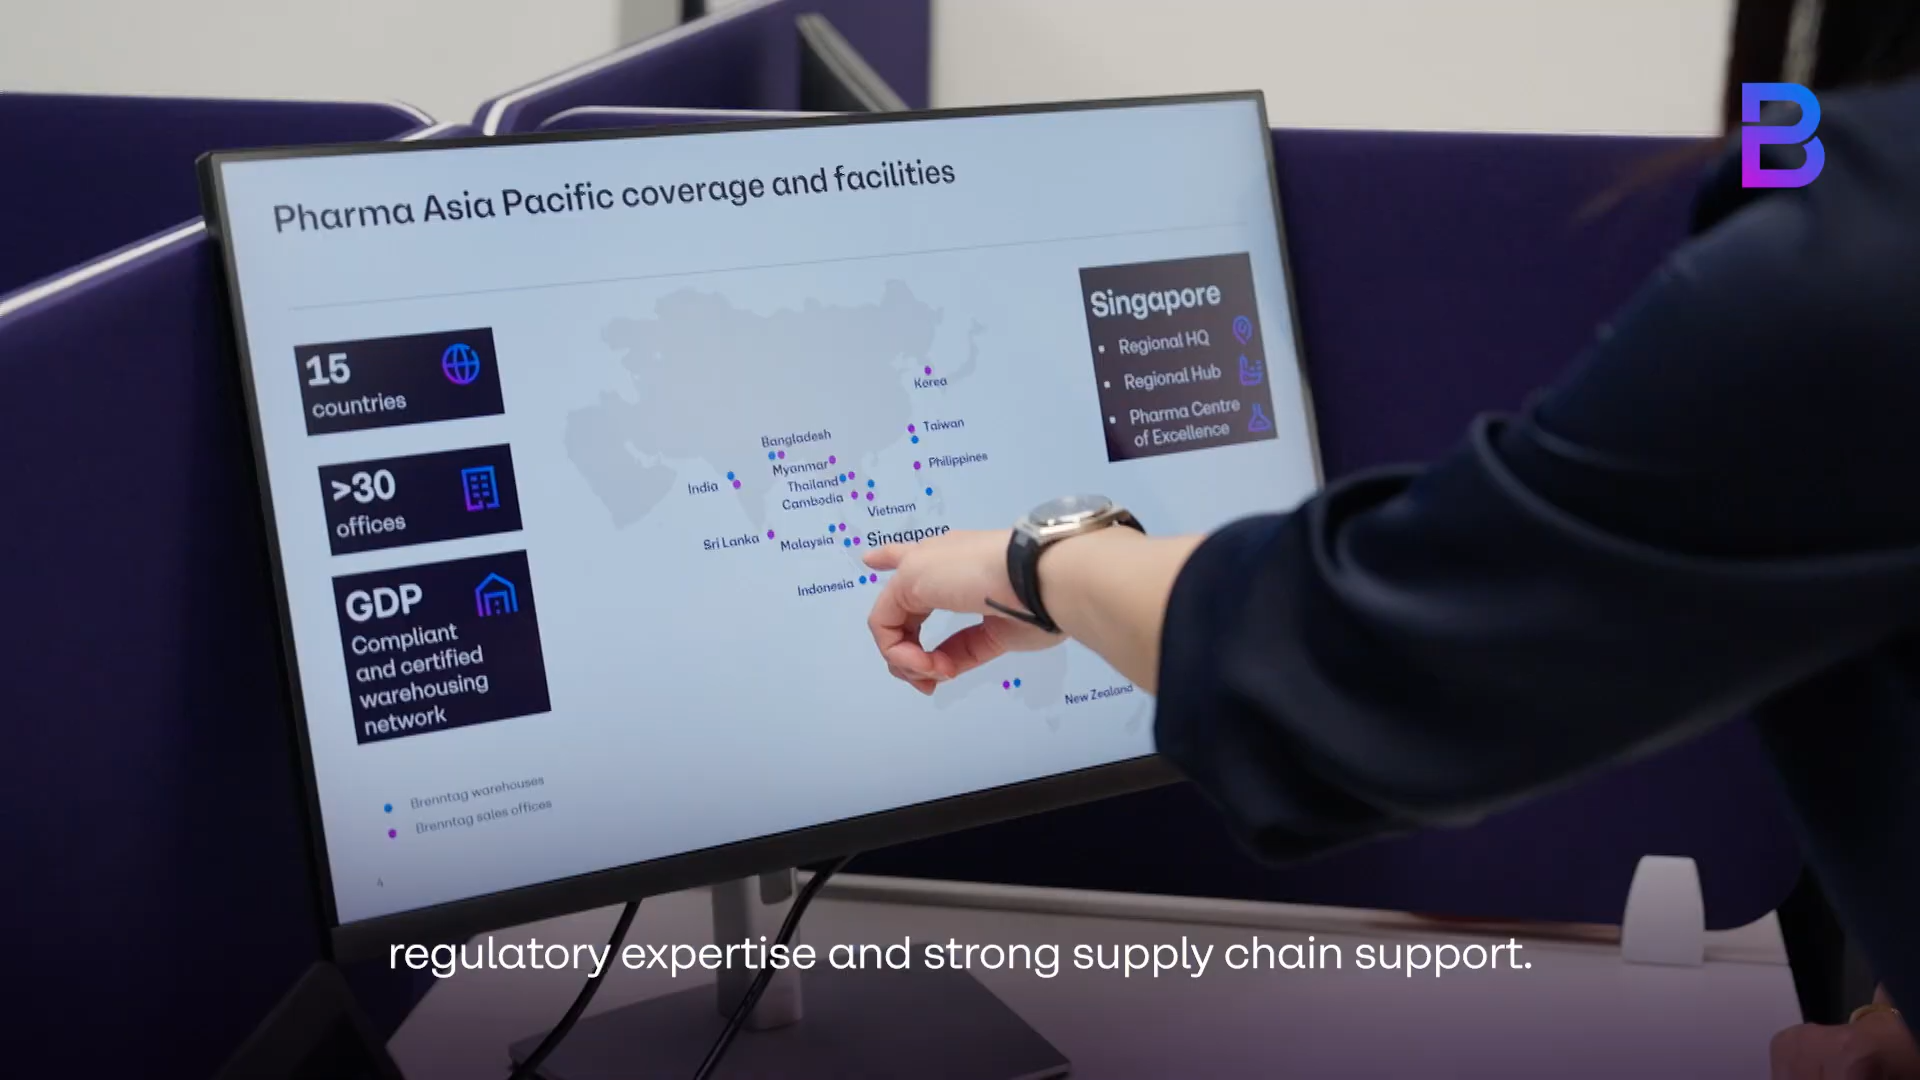 Pharma Asia Pacific coverage and facilities
15
countries
>30
offices
GDP
Compliant
and certified
warehousing
network
Korea
Taiwan
Bangladesh
Philippines
Myanmar
India
Thailand
Cambodia
Vietnam
Sri Lanka
Malaysia
Singapore
Indonesia
New Zealand
Singapore
• Regional HQ
• Regional Hub
• Pharma Centre
of Excellence
Brenntag warehouses
Brenntag sales offices
4
B
regulatory expertise and strong supply chain support.